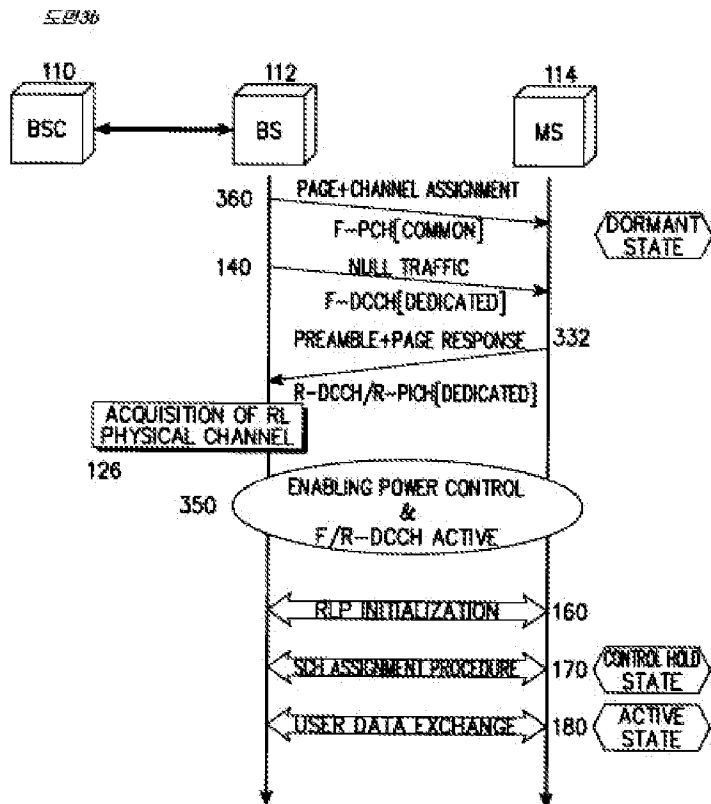 도면3b
110
112
114
BSC
BS
MS
360
PAGE+CHANNEL ASSIGNMENT
F-PCH[COMMON]
DORMANT
STATE
140
NULL TRAFFIC
F-DCCH[DEDICATED]
PREAMBLE+PAGE RESPONSE
332
R-DCCH/R-PICH[DEDICATED]
ACQUISITION OF RL
PHYSICAL CHANNEL
126
350
ENABLING POWER CONTROL
&
F/R-DCCH ACTIVE
RLP INITIALIZATION
160
SCH ASSIGNMENT PROCEDURE
170
CONTROL HOLD
STATE
USER DATA EXCHANGE
180
ACTIVE
STATE